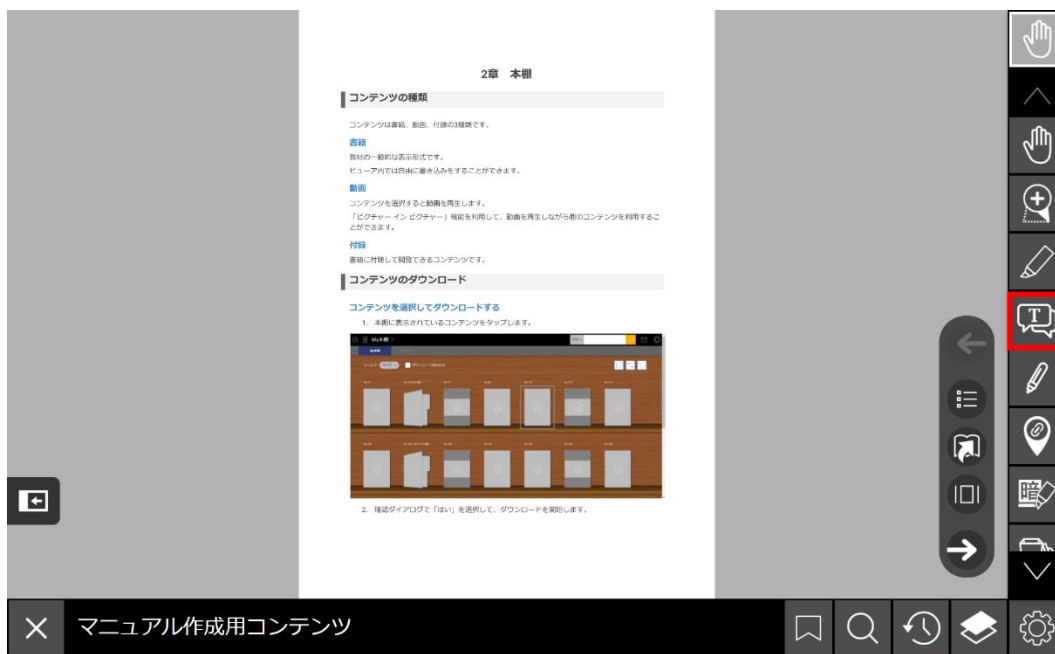 2章　本棚
コンテンツの種類
コンテンツは書籍、動画、付録の3種類です。
書籍
教材の一般的な表示形式です。
ビューア内では自由に書き込みをすることができます。
動画
コンテンツを選択すると動画を再生します。
「ピクチャー イン ピクチャー」機能を利用して、動画を再生しながら他のコンテンツを利用するこ
とができます。
付録
書籍に付随して閲覧できるコンテンツです。
コンテンツのダウンロード
コンテンツを選択してダウンロードする
1. 本棚に表示されているコンテンツをタップします。
My本棚
2. 確認ダイアログで「はい」を選択して、ダウンロードを開始します。
T
暗
マニュアル作成用コンテンツ